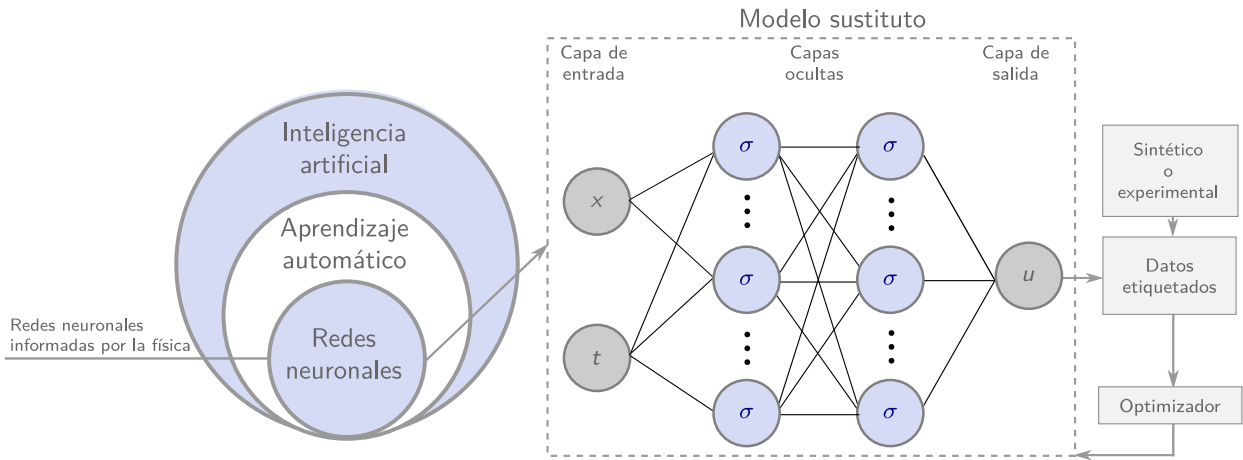 Inteligencia
artificial
Aprendizaje
automático
Redes
neuronales
Redes neuronales
informadas por la física
Modelo sustituto
Capa de
entrada
Capas
ocultas
Capa de
salida
x
t
σ
σ
σ
σ
σ
σ
u
Sintético
o
experimental
Datos
etiquetados
Optimizador